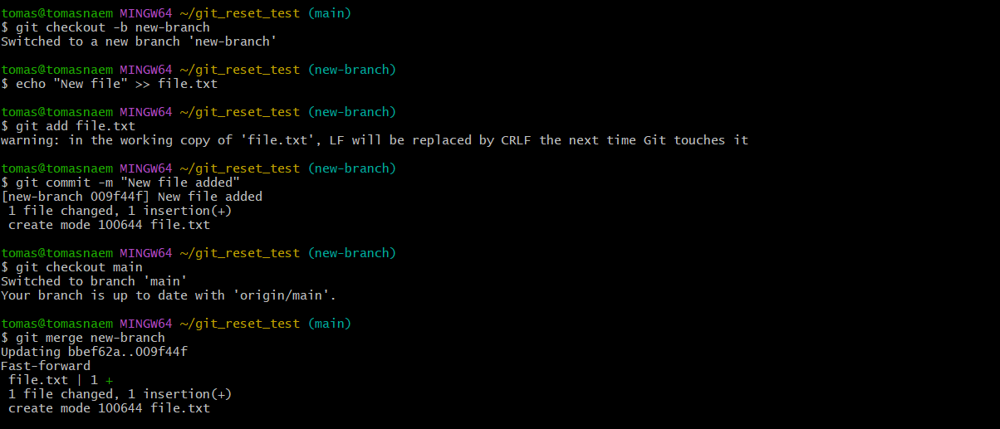 tomas@tomasnaem MINGW64 ~/git_reset_test (main)
$ git checkout -b new-branch
Switched to a new branch 'new-branch'
tomas@tomasnaem MINGW64 ~/git_reset_test (new-branch)
$ echo "New file" >> file.txt
tomas@tomasnaem MINGW64 ~/git_reset_test (new-branch)
$ git add file.txt
warning: in the working copy of 'file.txt', LF will be replaced by CRLF the next time Git touches it
tomas@tomasnaem MINGW64 ~/git_reset_test (new-branch)
$ git commit -m "New file added"
[new-branch 009f44f] New file added
 1 file changed, 1 insertion(+)
 create mode 100644 file.txt
tomas@tomasnaem MINGW64 ~/git_reset_test (new-branch)
$ git checkout main
Switched to branch 'main'
Your branch is up to date with 'origin/main'.
tomas@tomasnaem MINGW64 ~/git_reset_test (main)
$ git merge new-branch
Updating bbef62a..009f44f
Fast-forward
 file.txt | 1 +
 1 file changed, 1 insertion(+)
 create mode 100644 file.txt